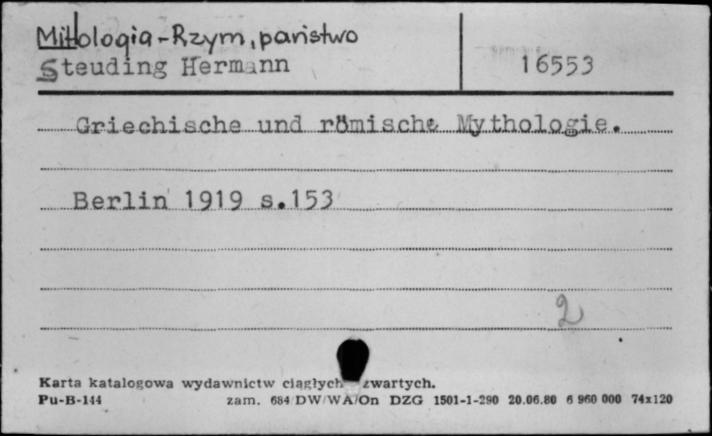 Mitologia - Rzym, państwo
Steuding Hermann 16553
Griechische und römische Mythologie.
Berlin 1919 s.153
2
Karta katalogowa wydawnictw ciągłych zwartych.
Pu-B-144 zam. 684 DW/WA/On DZG 1501-1-290 20.06.80 6 960 000 74x120